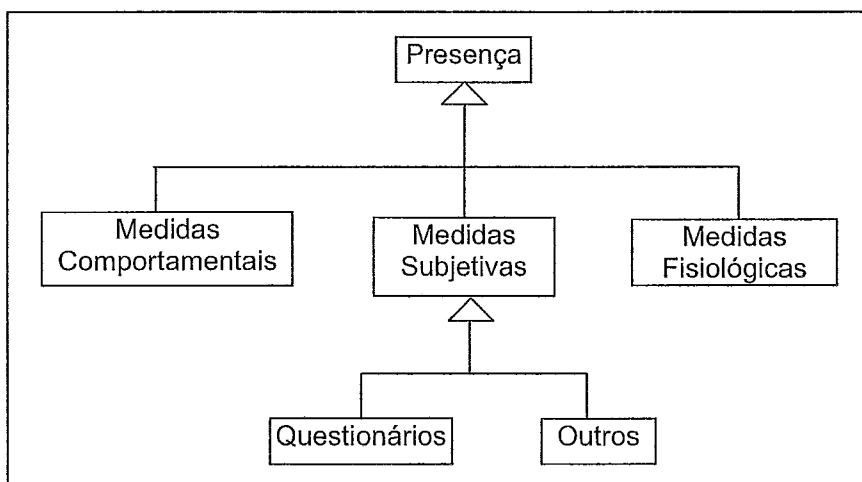 Presença
Medidas
Comportamentais
Medidas
Subjetivas
Medidas
Fisiológicas
Questionários
Outros